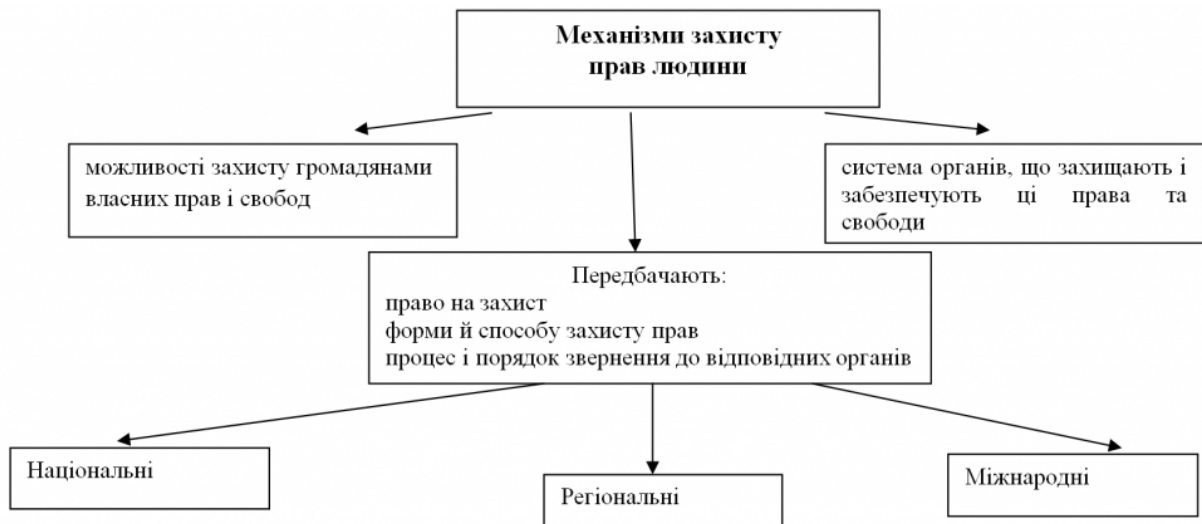 Механізми захисту
прав людини
можливості захисту громадянами
власних прав і свобод
система органів, що захищають і
забезпечують ці права та
свободи
Передбачають:
право на захист
форми й способу захисту прав
процес і порядок звернення до відповідних органів
Національні
Регіональні
Міжнародні